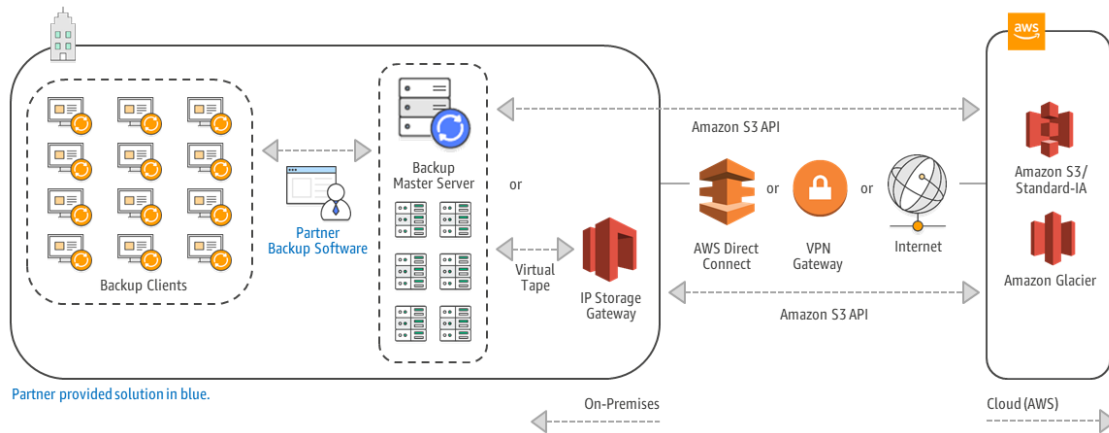 aws
Backup Clients
Partner
Backup Software
Backup
Master Server
or
Virtual
Tape
IP Storage
Gateway
Amazon S3 API
AWS Direct
Connect
or
VPN
Gateway
or
Internet
Amazon S3 API
Amazon S3/
Standard-IA
Amazon Glacier
Partner provided solution in blue.
On-Premises
Cloud (AWS)